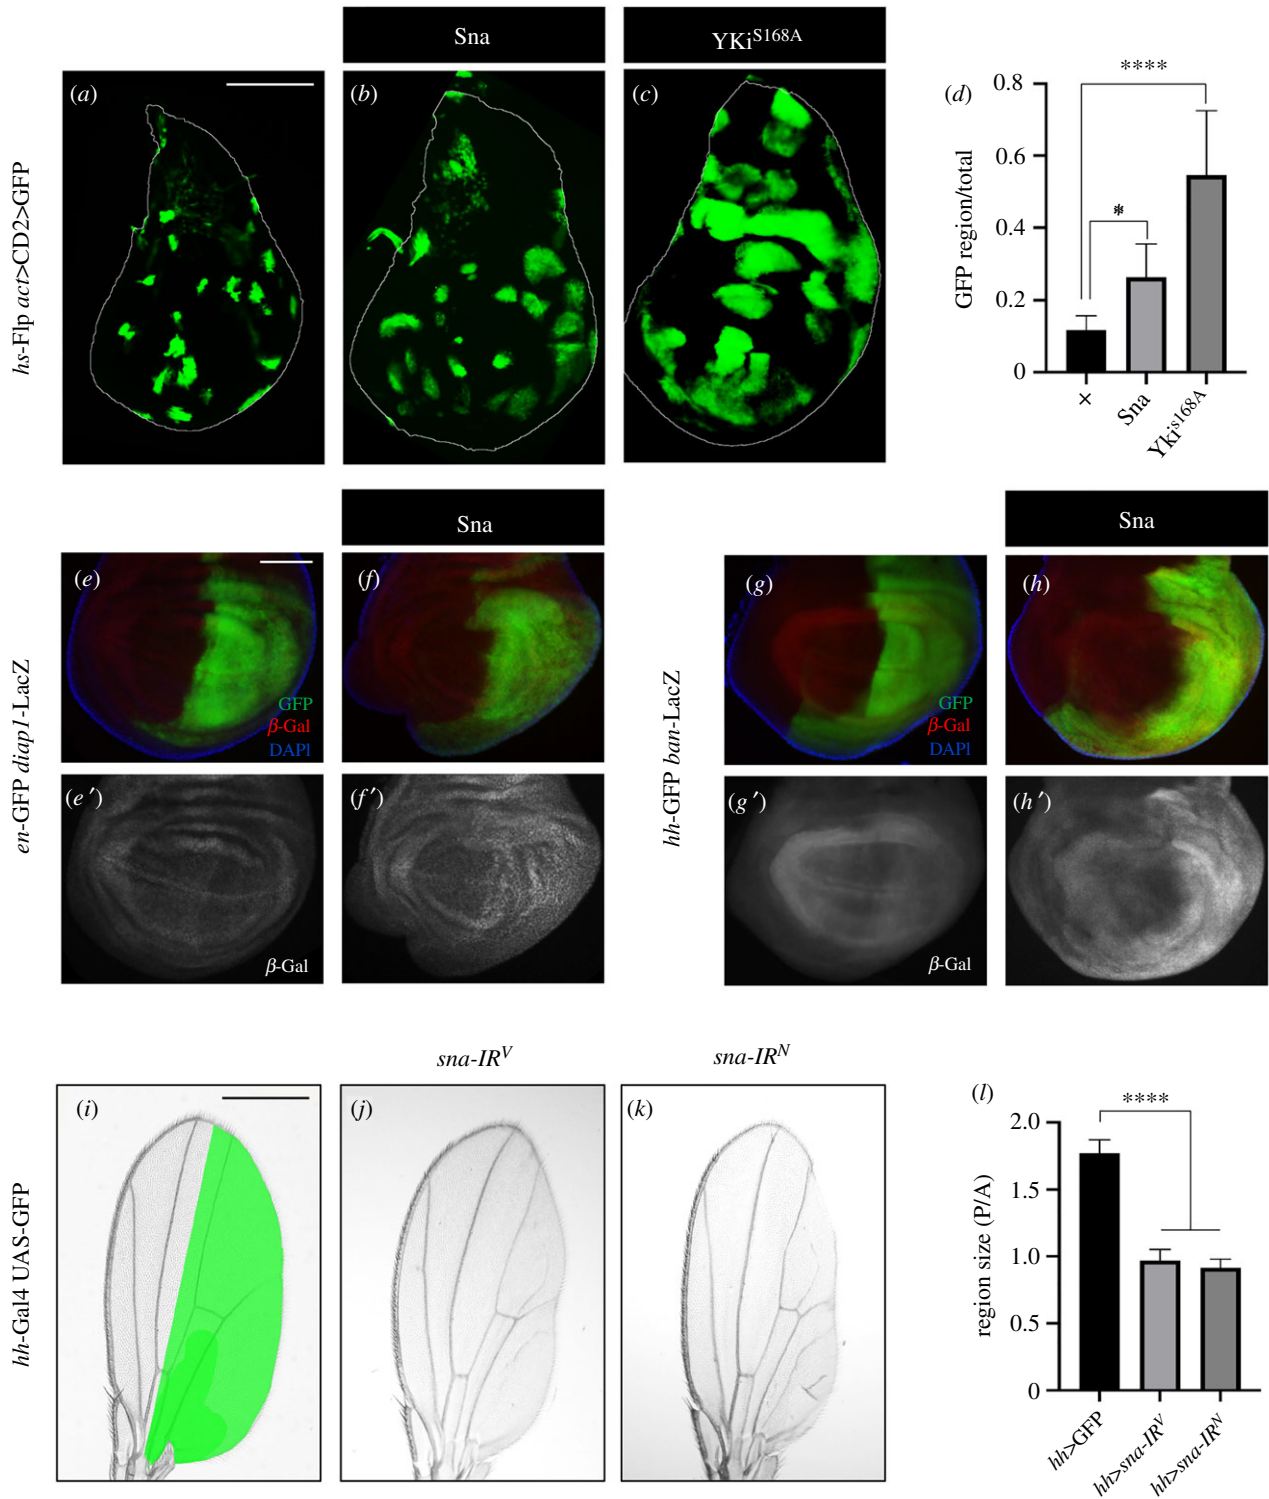 Sna
YKi^S168A
hs-Flp act>CD2>GFP
(a)
(b)
(c)
(d)
****
*
GFP region/total
0.8
0.6
0.4
0.2
0
+
Sna
Yki^s168A
Sna
Sna
en-GFP diap1-LacZ
(e)
GFP
β-Gal
DAPI
(f)
hh-GFP ban-LacZ
(g)
GFP
β-Gal
DAPI
(h)
(e′)
β-Gal
(f′)
(g′)
β-Gal
(h′)
sna-IR^V
sna-IR^N
hh-Gal4 UAS-GFP
(i)
(j)
(k)
(l)
****
region size (P/A)
2.0
1.5
1.0
0.5
0
hh>GFP
hh>sna-IR^V
hh>sna-IR^N